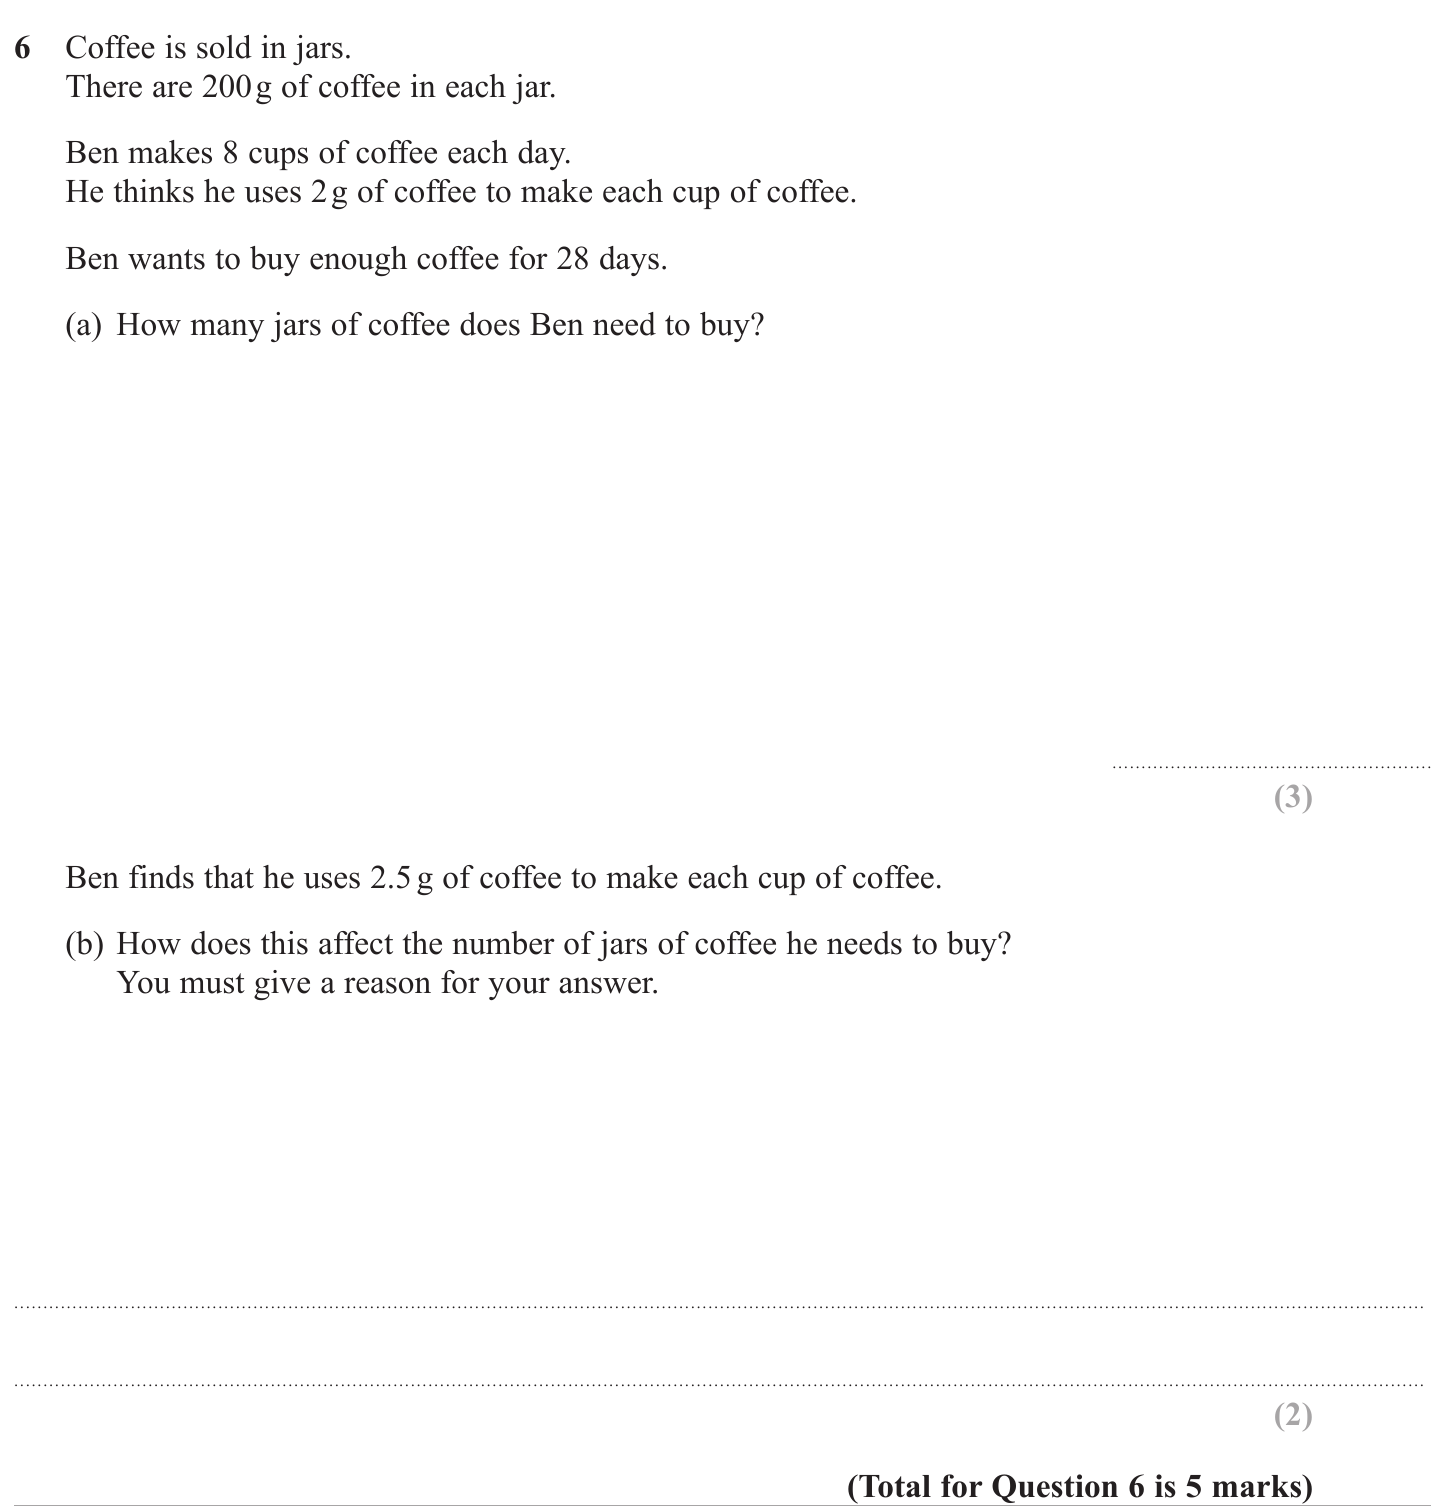 6 Coffee is sold in jars.
There are 200 g of coffee in each jar.
Ben makes 8 cups of coffee each day.
He thinks he uses 2 g of coffee to make each cup of coffee.
Ben wants to buy enough coffee for 28 days.
(a) How many jars of coffee does Ben need to buy?
(3)
Ben finds that he uses 2.5 g of coffee to make each cup of coffee.
(b) How does this affect the number of jars of coffee he needs to buy?
You must give a reason for your answer.
(2)
(Total for Question 6 is 5 marks)